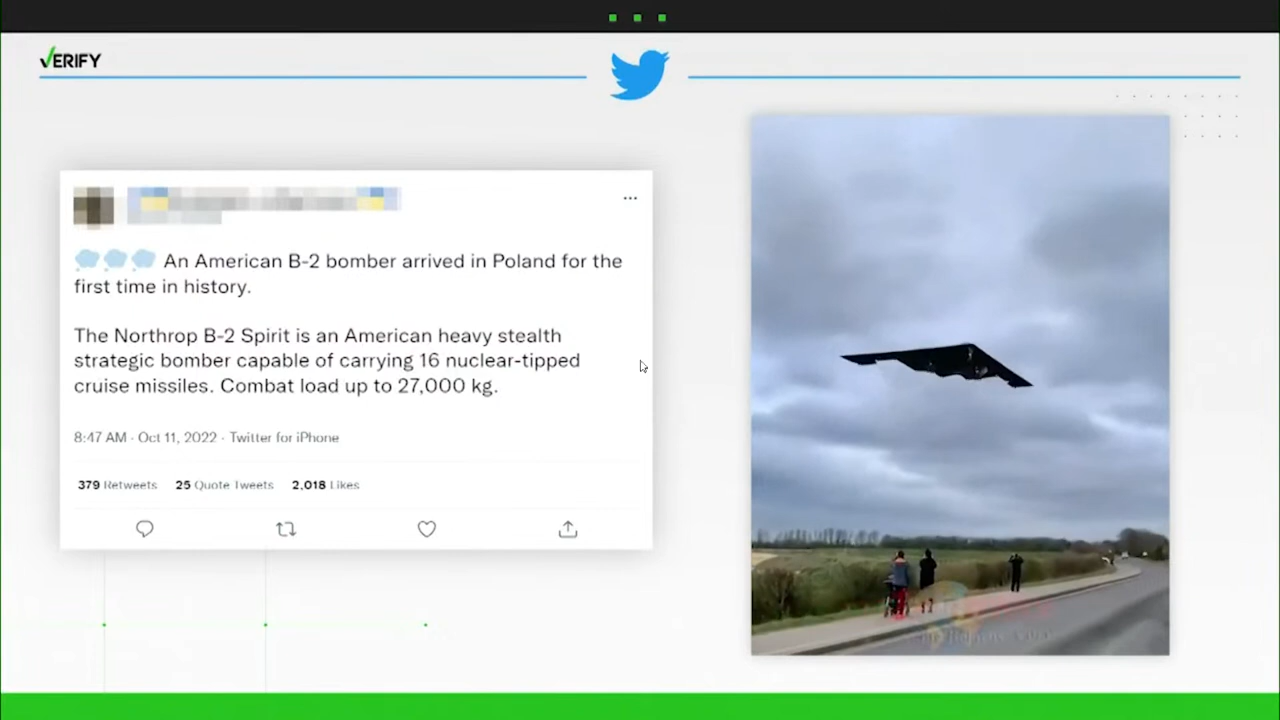 VERIFY
An American B-2 bomber arrived in Poland for the
first time in history.
The Northrop B-2 Spirit is an American heavy stealth
strategic bomber capable of carrying 16 nuclear-tipped
cruise missiles. Combat load up to 27,000 kg.
8:47 AM · Oct 11, 2022 · Twitter for iPhone
379 Retweets 25 Quote Tweets 2,018 Likes